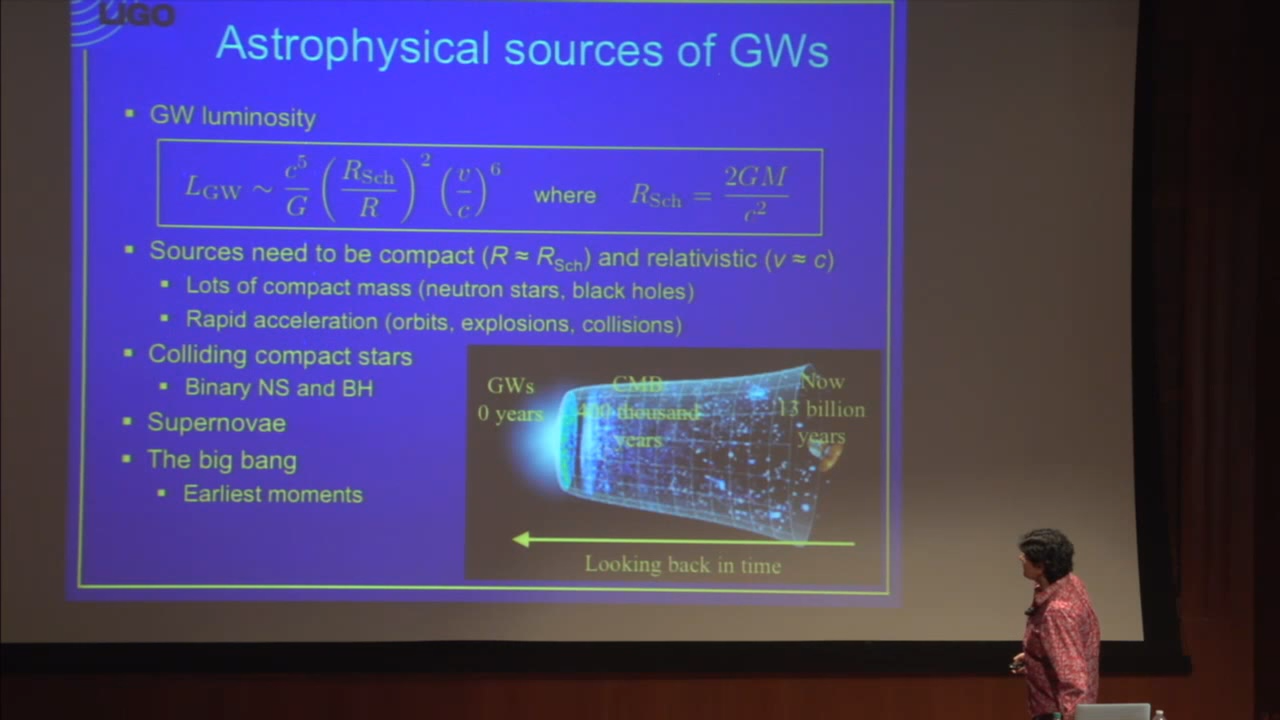 LIGO
Astrophysical sources of GWs
▪ GW luminosity
L_GW ~ c^5/G (R_Sch/R)^2 (v/c)^6 where R_Sch = 2GM/c^2
▪ Sources need to be compact (R ≈ R_Sch) and relativistic (v ≈ c)
▪ Lots of compact mass (neutron stars, black holes)
▪ Rapid acceleration (orbits, explosions, collisions)
▪ Colliding compact stars
▪ Binary NS and BH
▪ Supernovae
▪ The big bang
▪ Earliest moments
GWs
0 years
CMB
400 thousand
years
Now
13 billion
years
Looking back in time